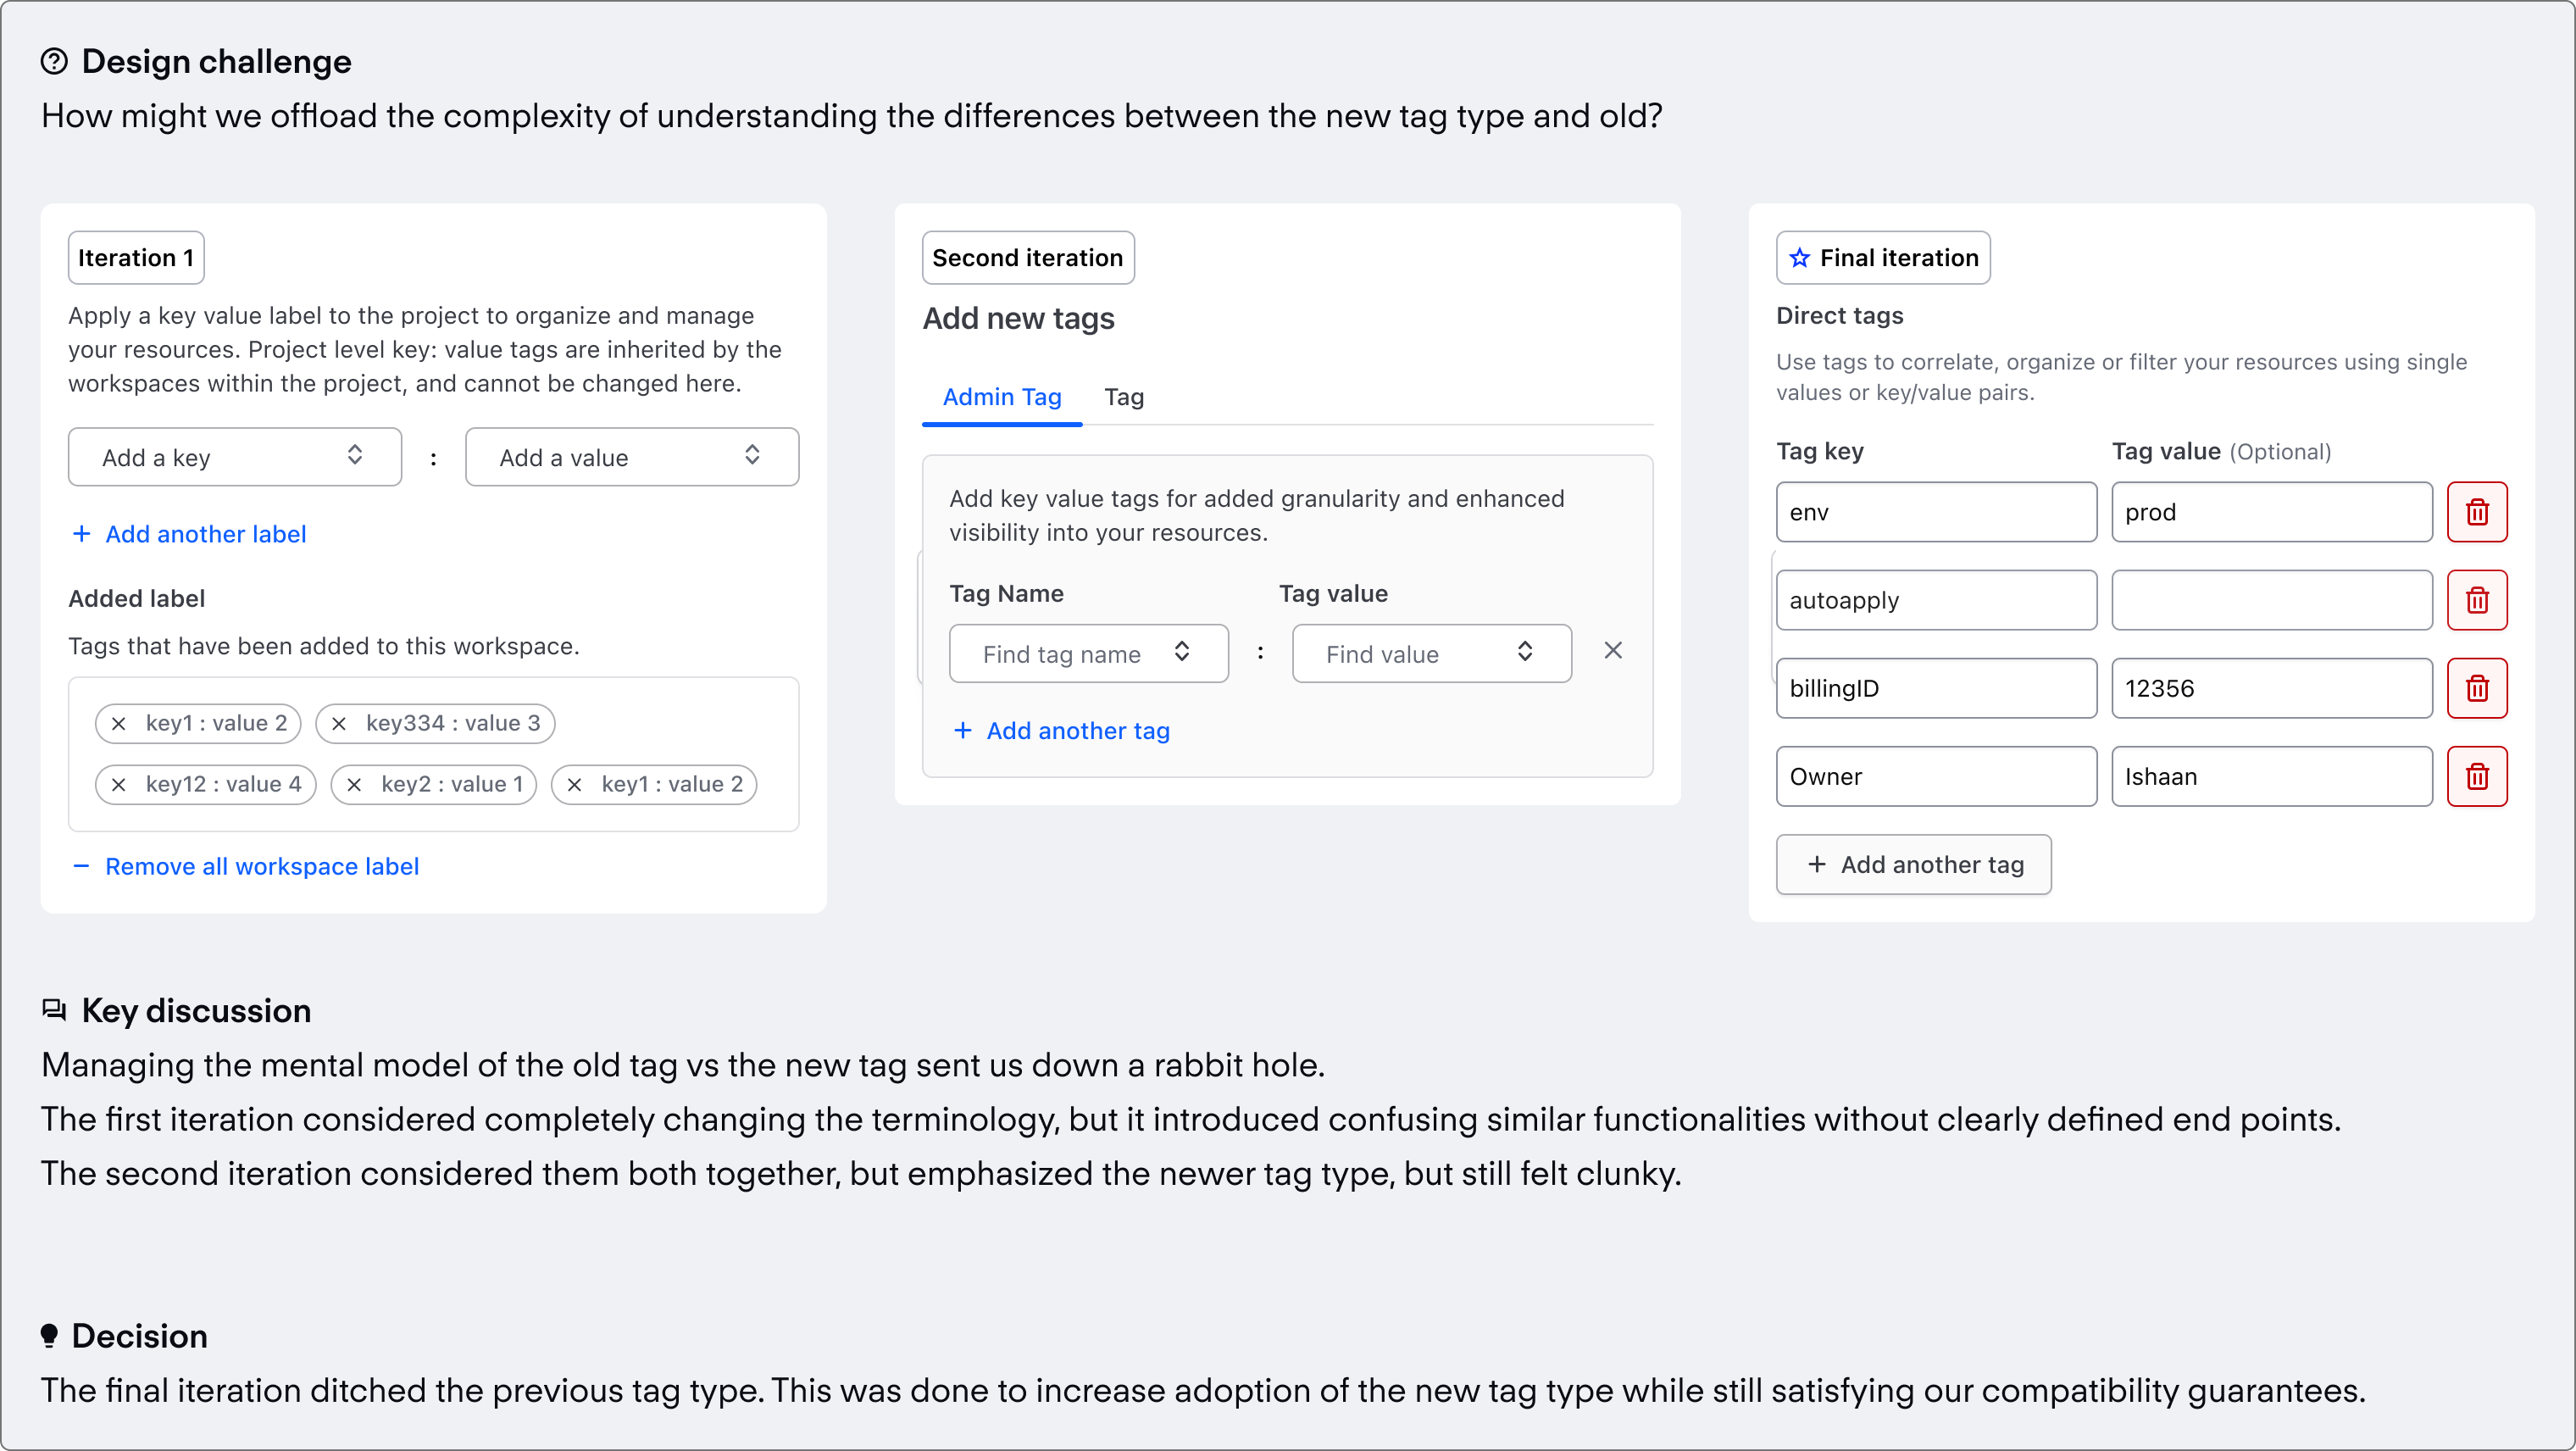 Design challenge
How might we offload the complexity of understanding the differences between the new tag type and old?
Iteration 1
Apply a key value label to the project to organize and manage
your resources. Project level key: value tags are inherited by the
workspaces within the project, and cannot be changed here.
Add a key : Add a value
+ Add another label
Added label
Tags that have been added to this workspace.
key1 : value 2 key334 : value 3
key12 : value 4 key2 : value 1 key1 : value 2
Remove all workspace label
Second iteration
Add new tags
Admin Tag Tag
Add key value tags for added granularity and enhanced
visibility into your resources.
Tag Name Tag value
Find tag name : Find value
+ Add another tag
Final iteration
Direct tags
Use tags to correlate, organize or filter your resources using single
values or key/value pairs.
Tag key Tag value (Optional)
env prod
autoapply
billingID 12356
Owner Ishaan
+ Add another tag
Key discussion
Managing the mental model of the old tag vs the new tag sent us down a rabbit hole.
The first iteration considered completely changing the terminology, but it introduced confusing similar functionalities without clearly defined end points.
The second iteration considered them both together, but emphasized the newer tag type, but still felt clunky.
Decision
The final iteration ditched the previous tag type. This was done to increase adoption of the new tag type while still satisfying our compatibility guarantees.